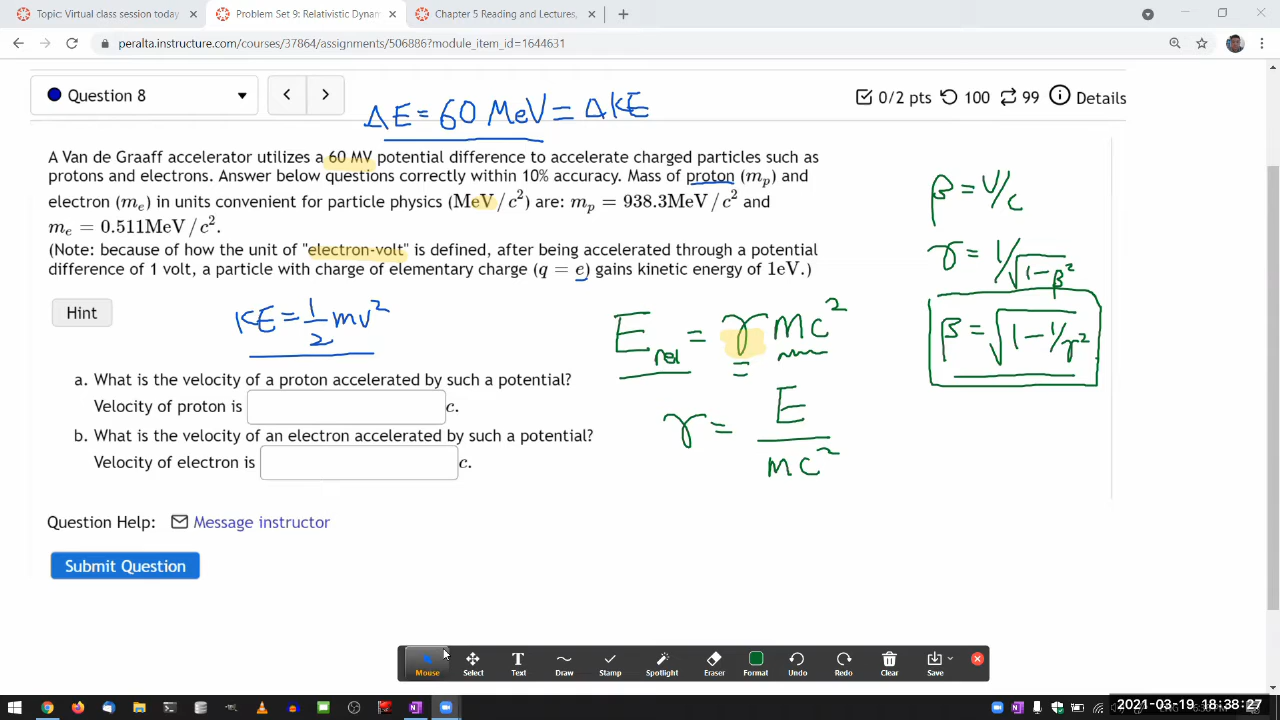 Topic: Virtual class session today
Problem Set 9: Relativistic Dynam
Chapter 5 Reading and Lectures,
peralta.instructure.com/courses/37864/assignments/506886?module_item_id=1644631
Question 8
0/2 pts 100 99 Details
ΔE = 60 MeV = ΔKE
A Van de Graaff accelerator utilizes a 60 MV potential difference to accelerate charged particles such as
protons and electrons. Answer below questions correctly within 10% accuracy. Mass of proton (m_p) and
electron (m_e) in units convenient for particle physics (MeV/c²) are: m_p = 938.3MeV/c² and
m_e = 0.511MeV/c².
(Note: because of how the unit of "electron-volt" is defined, after being accelerated through a potential
difference of 1 volt, a particle with charge of elementary charge (q = e) gains kinetic energy of 1eV.)
β = v/c
γ = 1/√(1-β²)
β = √(1-1/γ²)
Hint
KE = 1/2 mv²
E_rel = γ mc²
γ = E/mc²
a. What is the velocity of a proton accelerated by such a potential?
Velocity of proton is c.
b. What is the velocity of an electron accelerated by such a potential?
Velocity of electron is c.
Question Help: Message instructor
Submit Question
Mouse Select Text Draw Stamp Spotlight Eraser Format Undo Redo Clear Save
2021-03-19 18:38:27